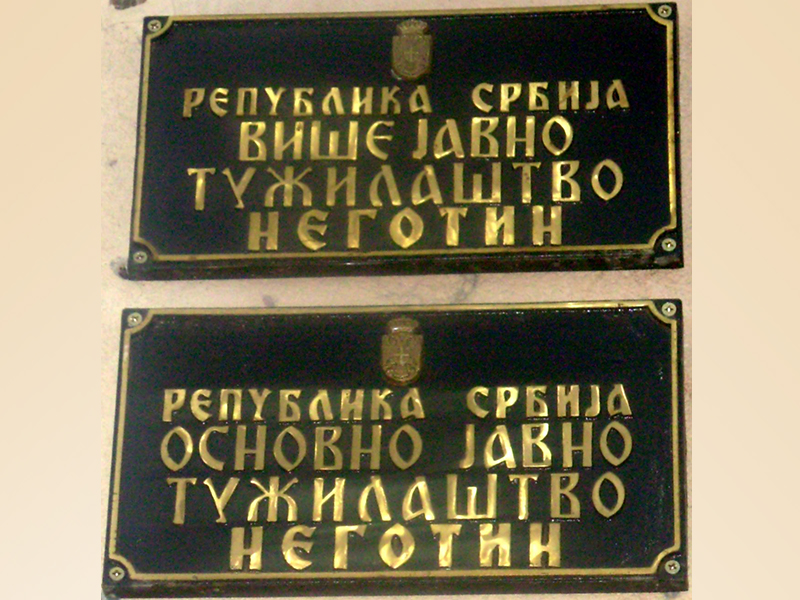 РЕПУБЛИКА СРБИЈА
ВИШЕ ЈАВНО
ТУЖИЛАШТВО
НЕГОТИН
РЕПУБЛИКА СРБИЈА
ОСНОВНО ЈАВНО
ТУЖИЛАШТВО
НЕГОТИН